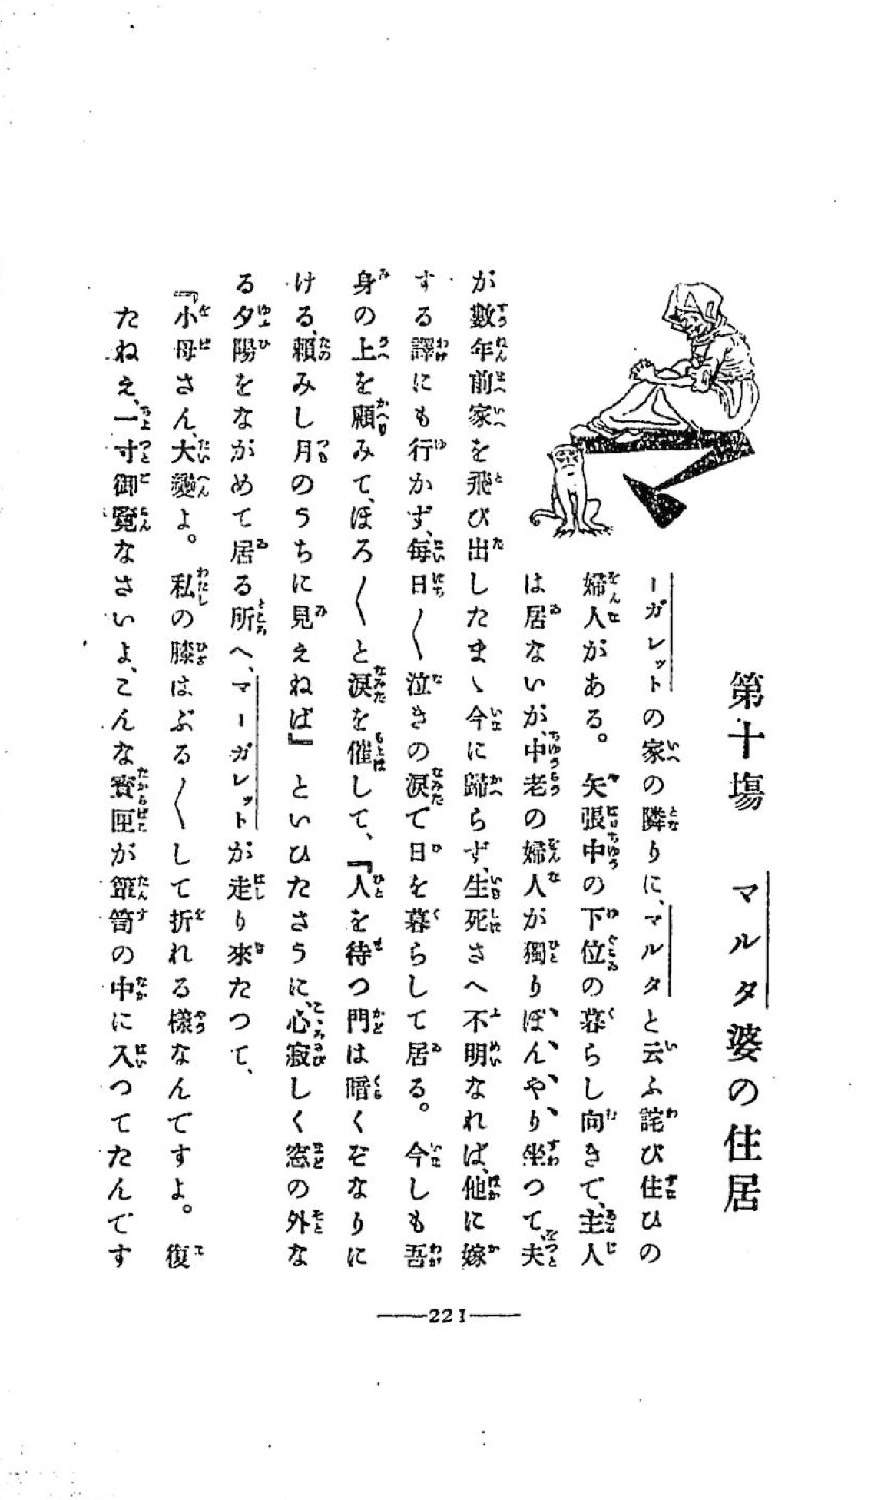 第十塲　マルタ婆の住居
ーガレットの家の隣りに、マルタと云ふ詫び住ひの
婦人がある。矢張中の下位の暮らし向きで、主人
は居ないが、中老の婦人が獨りぼんやり坐つて、夫
が數年前家を飛び出したまゝ今に歸らず、生死さへ不明なれば、他に嫁
する譯にも行かず、每日〳〵泣きの淚で日を暮らして居る。今しも吾
身の上を顧みて、ほろ〳〵と淚を催して、『人を待つ門は暗くぞなりに
ける、賴みし月のうちに見えねば』といひたさうに、心寂しく窓の外な
る夕陽をながめて居る所へ、マーガレットが走り來たつて、
『小母さん、大變よ。私の膝はぶる〳〵して折れる樣なんですよ。復
たねえ、一寸御覽なさいよ、こんな寳匣が簞笥の中に入つてたんです
221